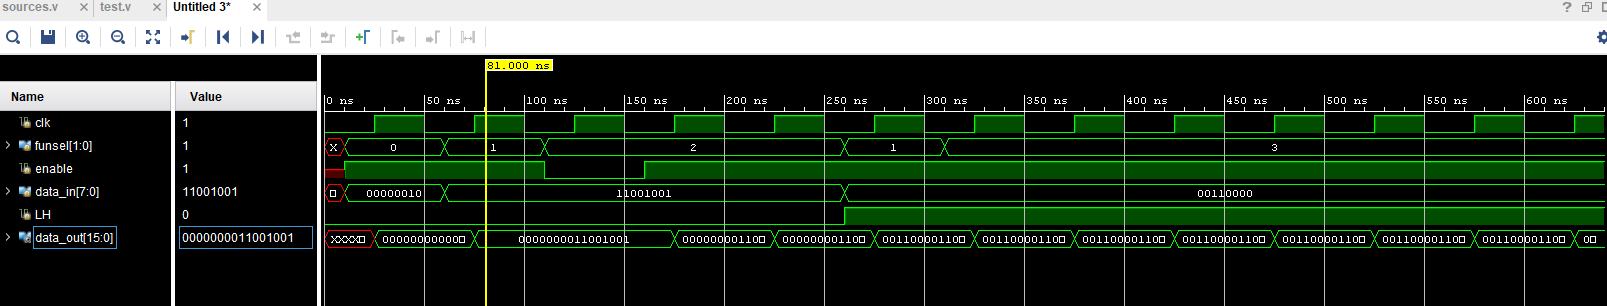 sources.v × test.v × Untitled 3* ×
?
81.000 ns
Name Value
0 ns 50 ns 100 ns 150 ns 200 ns 250 ns 300 ns 350 ns 400 ns 450 ns 500 ns 550 ns 600 ns
clk 1
funsel[1:0] 1 X 0 1 2 1 3
enable 1
data_in[7:0] 11001001 00000010 11001001 00110000
LH 0
data_out[15:0] 0000000011001001 XXXX 00000000000 0000000011001001 00000000110 00000000110 00110000110 00110000110 00110000110 00110000110 00110000110 00110000110 00110000110 0